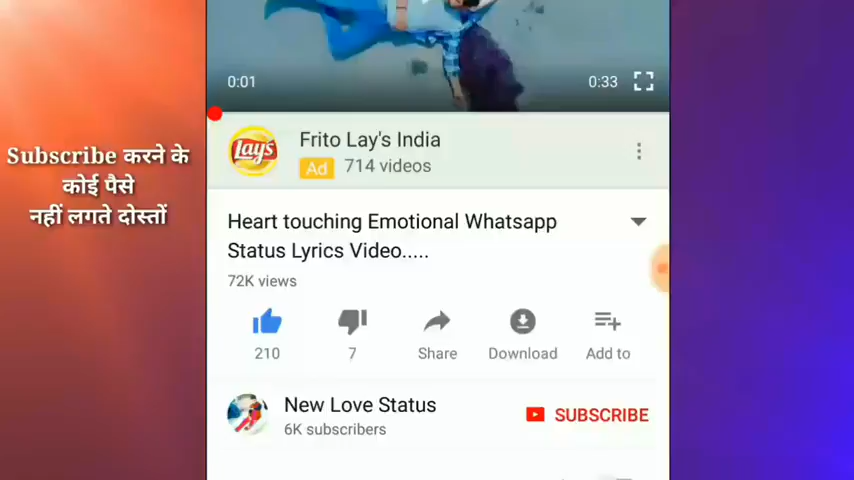 0:01
0:33
Lay's
Frito Lay's India
Ad 714 videos
Subscribe करने के
कोई पैसे
नहीं लगते दोस्तों
Heart touching Emotional Whatsapp
Status Lyrics Video.....
72K views
210
7
Share
Download
Add to
New Love Status
6K subscribers
SUBSCRIBE